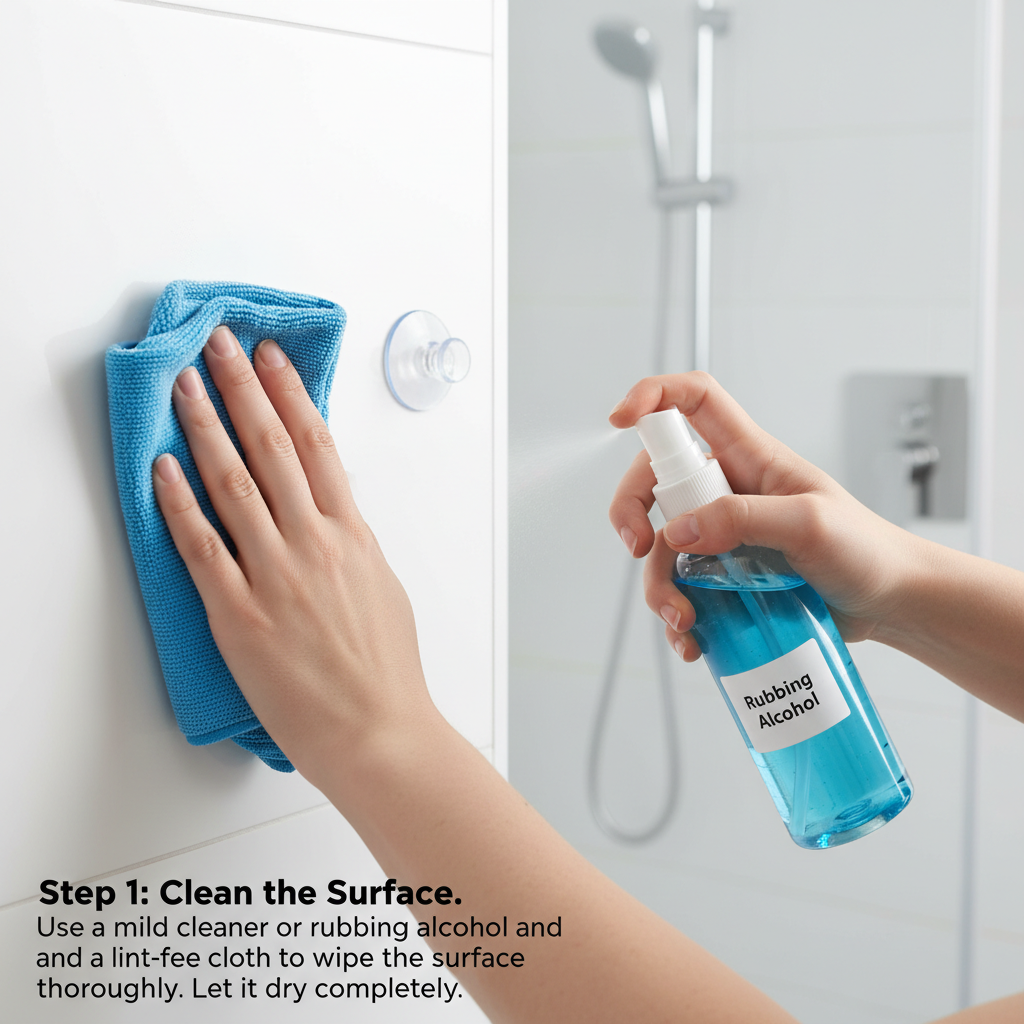 Rubbing
Alcohol
Step 1: Clean the Surface.
Use a mild cleaner or rubbing alcohol and
and a lint-fee cloth to wipe the surface
thoroughly. Let it dry completely.